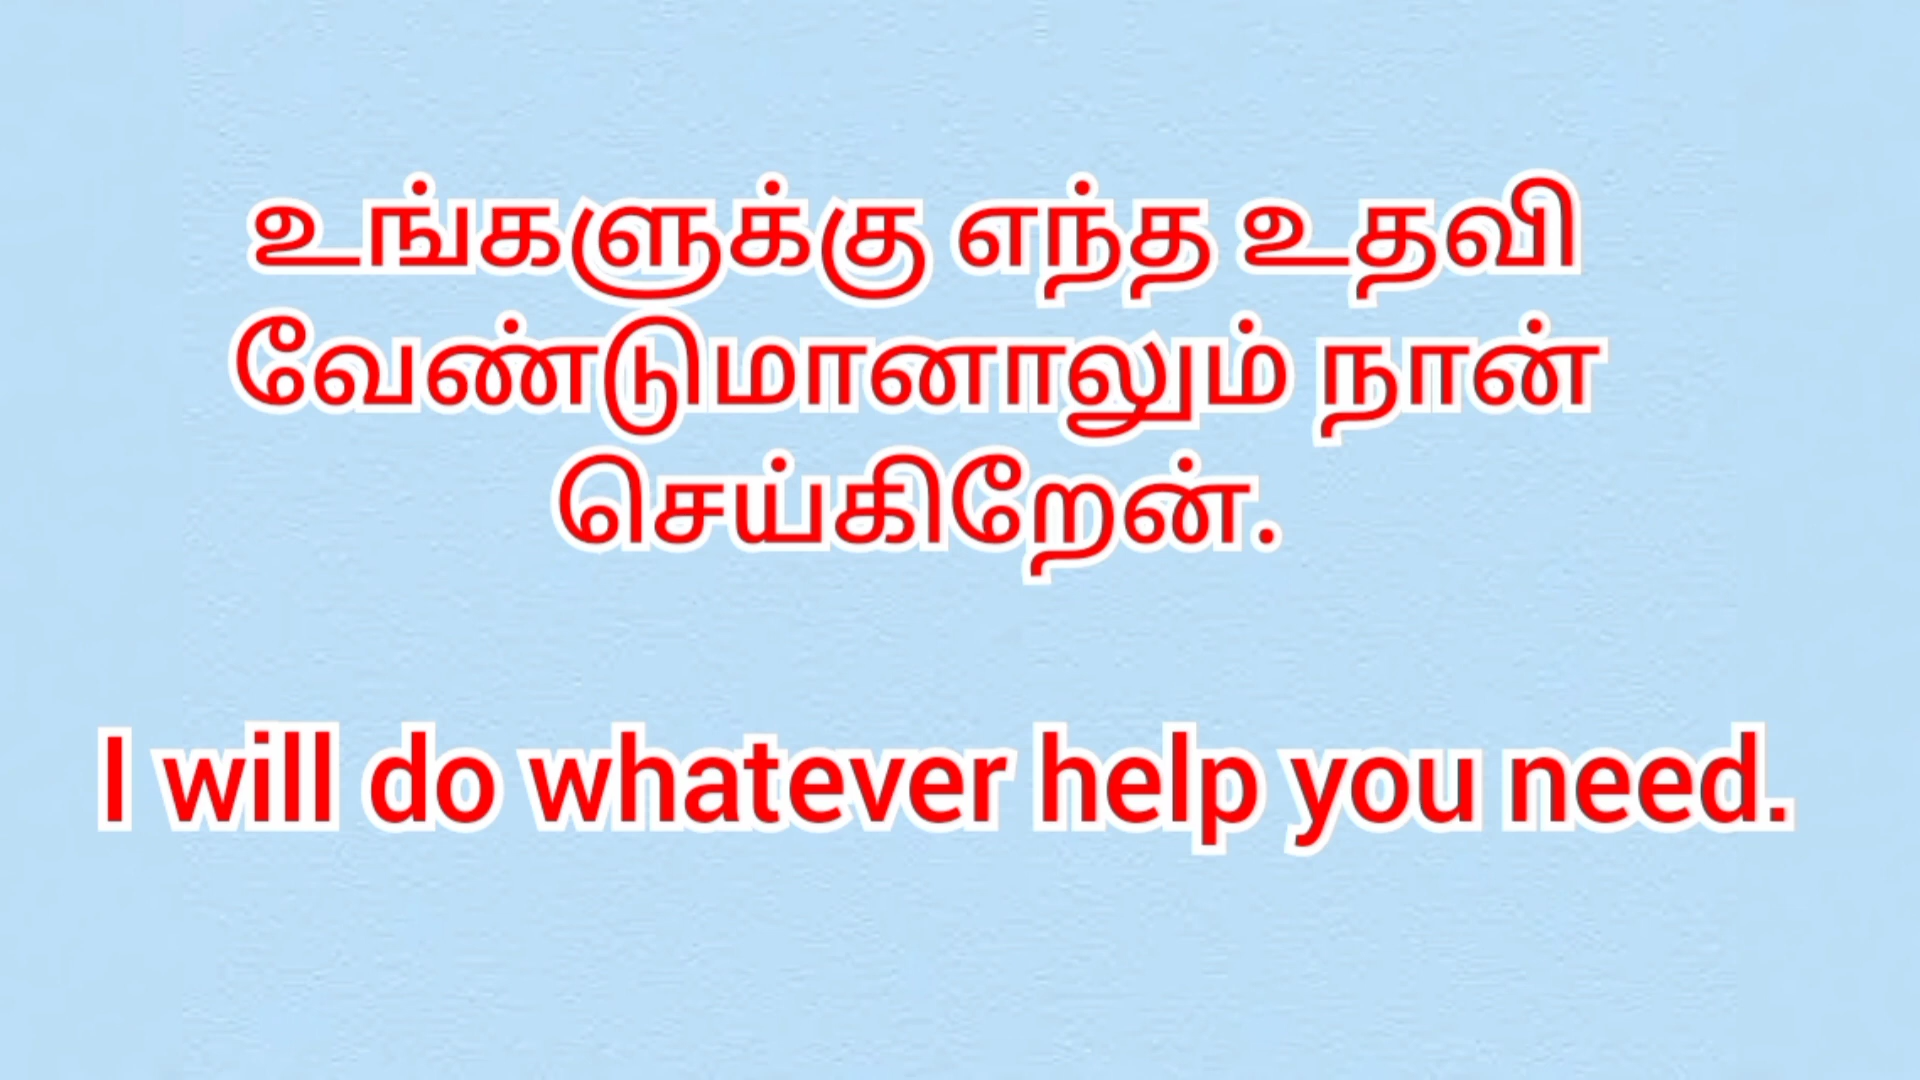 உங்களுக்கு எந்த உதவி
வேண்டுமானாலும் நான்
செய்கிறேன்.
I will do whatever help you need.